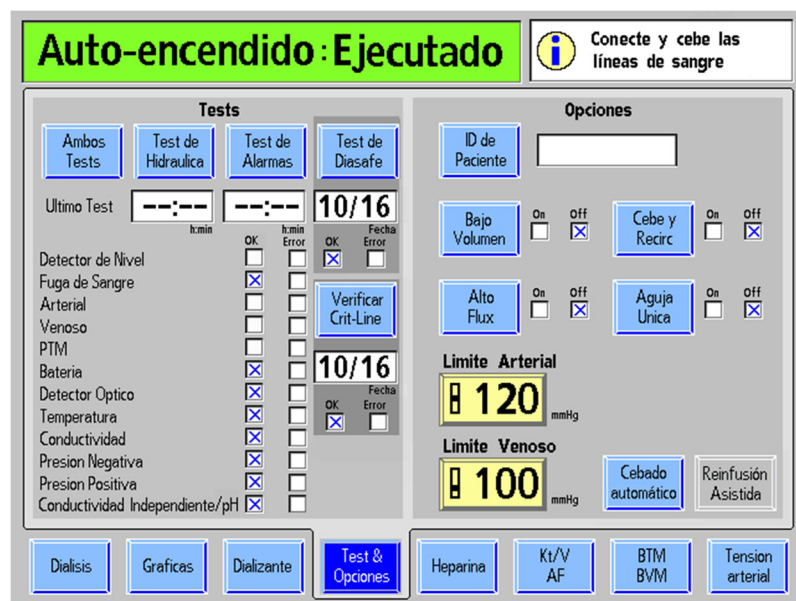 Auto-encendido:Ejecutado
Conecte y cebe las
líneas de sangre
Tests
Ambos
Tests
Test de
Hidraulica
Test de
Alarmas
Test de
Diasafe
Ultimo Test
--:--
--:--
10/16
h:min
h:min
Fecha
OK
Error
OK
Error
Detector de Nivel
Fuga de Sangre
Arterial
Venoso
PTM
Bateria
Detector Optico
Temperatura
Conductividad
Presion Negativa
Presion Positiva
Conductividad Independiente/pH
Verificar
Crit-Line
10/16
Fecha
OK
Error
Opciones
ID de
Paciente
Bajo
Volumen
On
Off
Cebe y
Recirc
On
Off
Alto
Flux
On
Off
Aguja
Unica
On
Off
Limite Arterial
120 mmHg
Limite Venoso
100 mmHg
Cebado
automático
Reinfusión
Asistida
Dialisis
Graficas
Dializante
Test &
Opciones
Heparina
Kt/V
AF
BTM
BVM
Tension
arterial